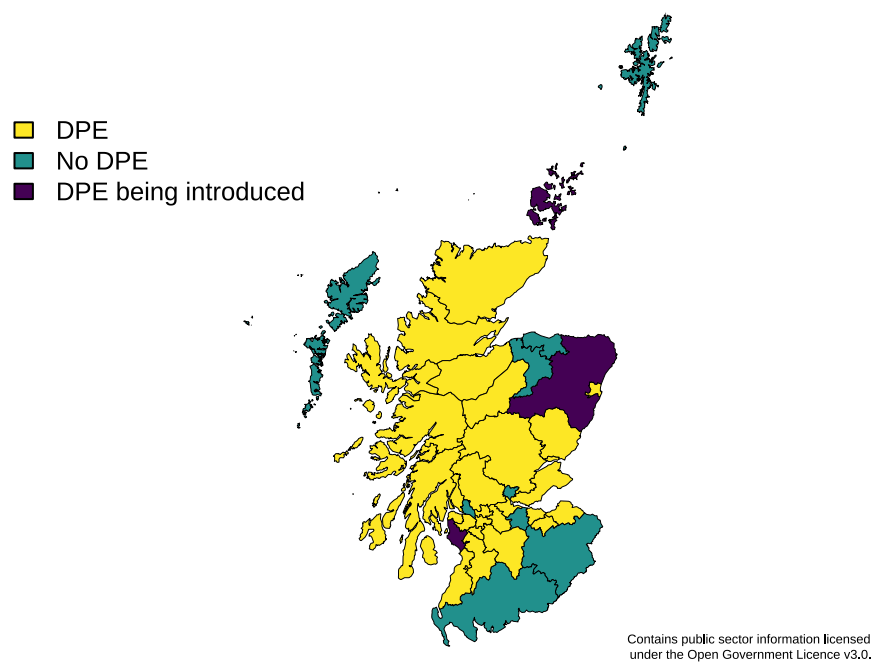 DPE
No DPE
DPE being introduced
Contains public sector information licensed
under the Open Government Licence v3.0.